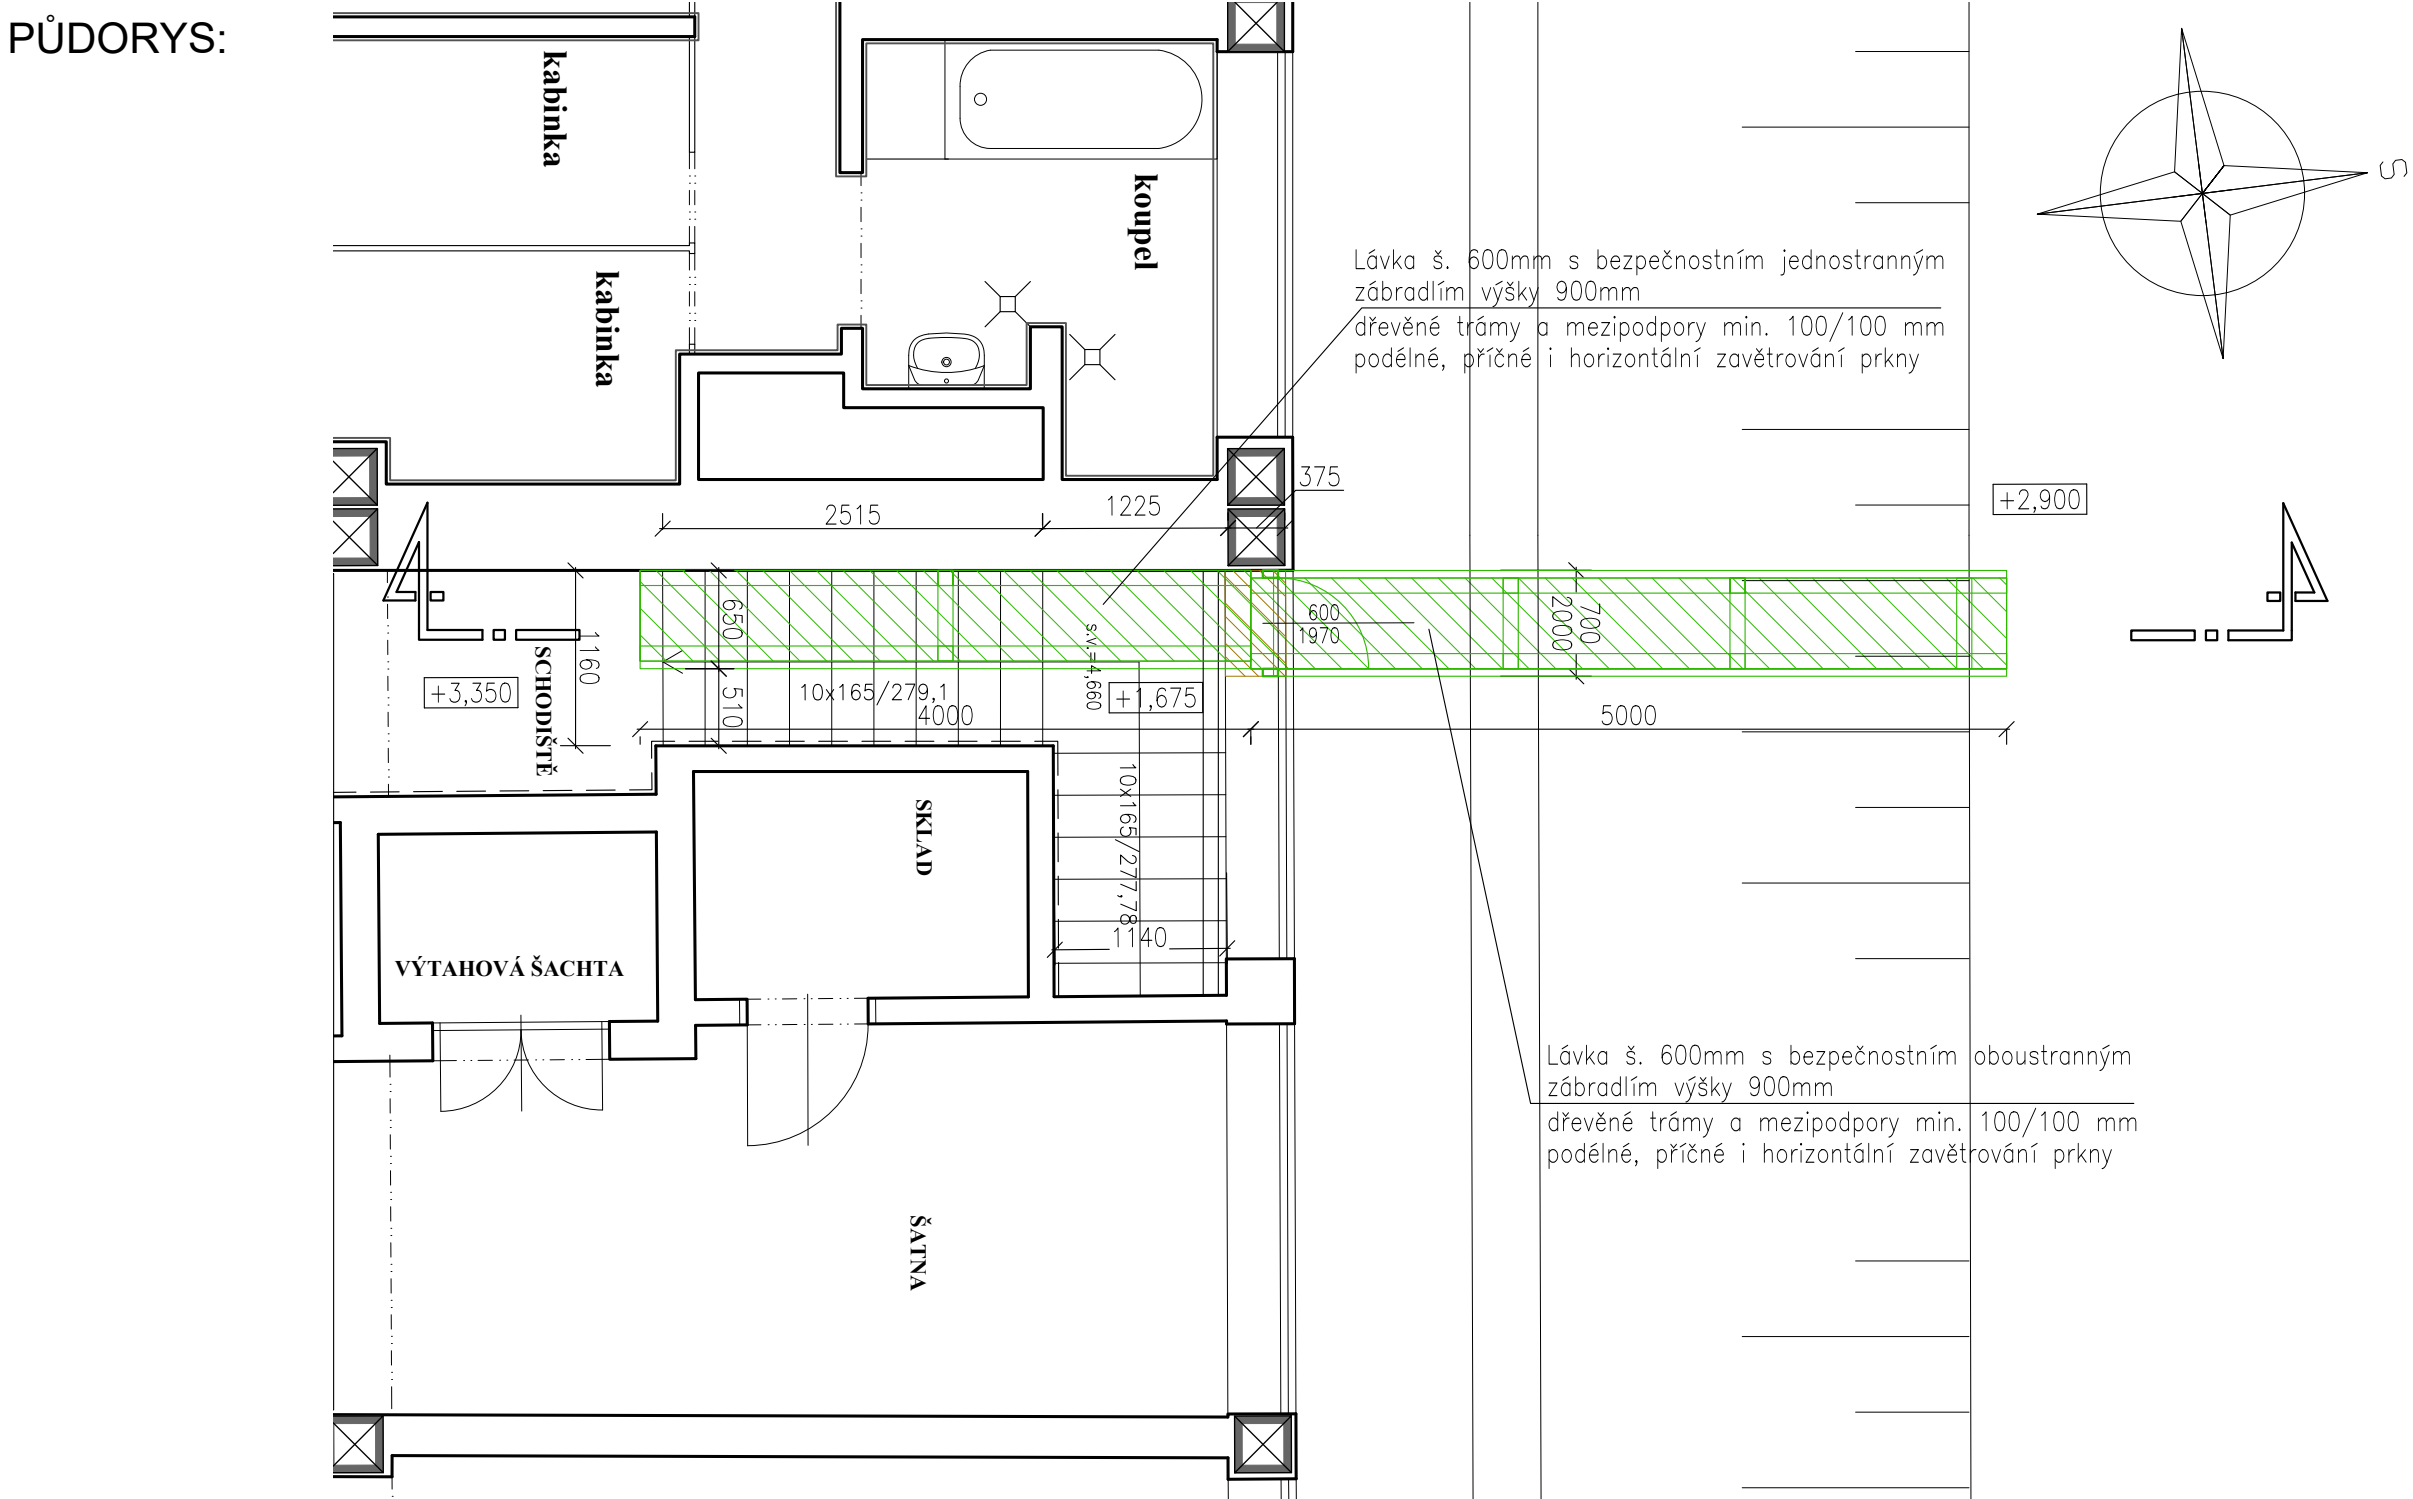 PŮDORYS:
kabinka
koupel
S
kabinka
Lávka š. 600mm s bezpečnostním jednostranným
zábradlím výšky 900mm
dřevěné trámy a mezipodpory min. 100/100 mm
podélné, příčné i horizontální zavětrování prkny
375
2515
1225
+2,900
650
1160
600
1970
700
2000
SCHODIŠTĚ
s.v.=4,660
+3,350
510
10x165/279,1
+1,675
4000
5000
10x165/277,78
SKLAD
1140
VÝTAHOVÁ ŠACHTA
Lávka š. 600mm s bezpečnostním oboustranným
zábradlím výšky 900mm
dřevěné trámy a mezipodpory min. 100/100 mm
podélné, příčné i horizontální zavětrování prkny
ŠATNA